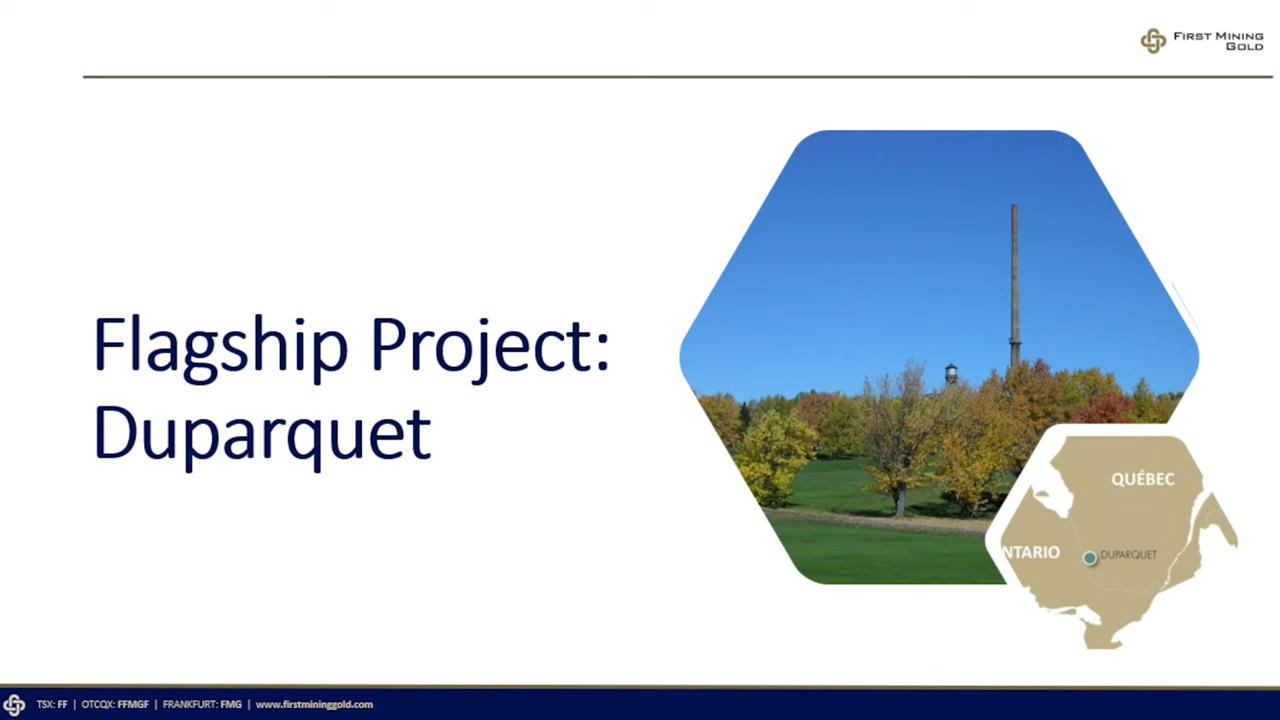 FIRST MINING
GOLD
Flagship Project:
Duparquet
QUÉBEC
NTARIO
DUPARQUET
TSX: FF | OTCQX: FFMGF | FRANKFURT: FMG | www.firstmininggold.com